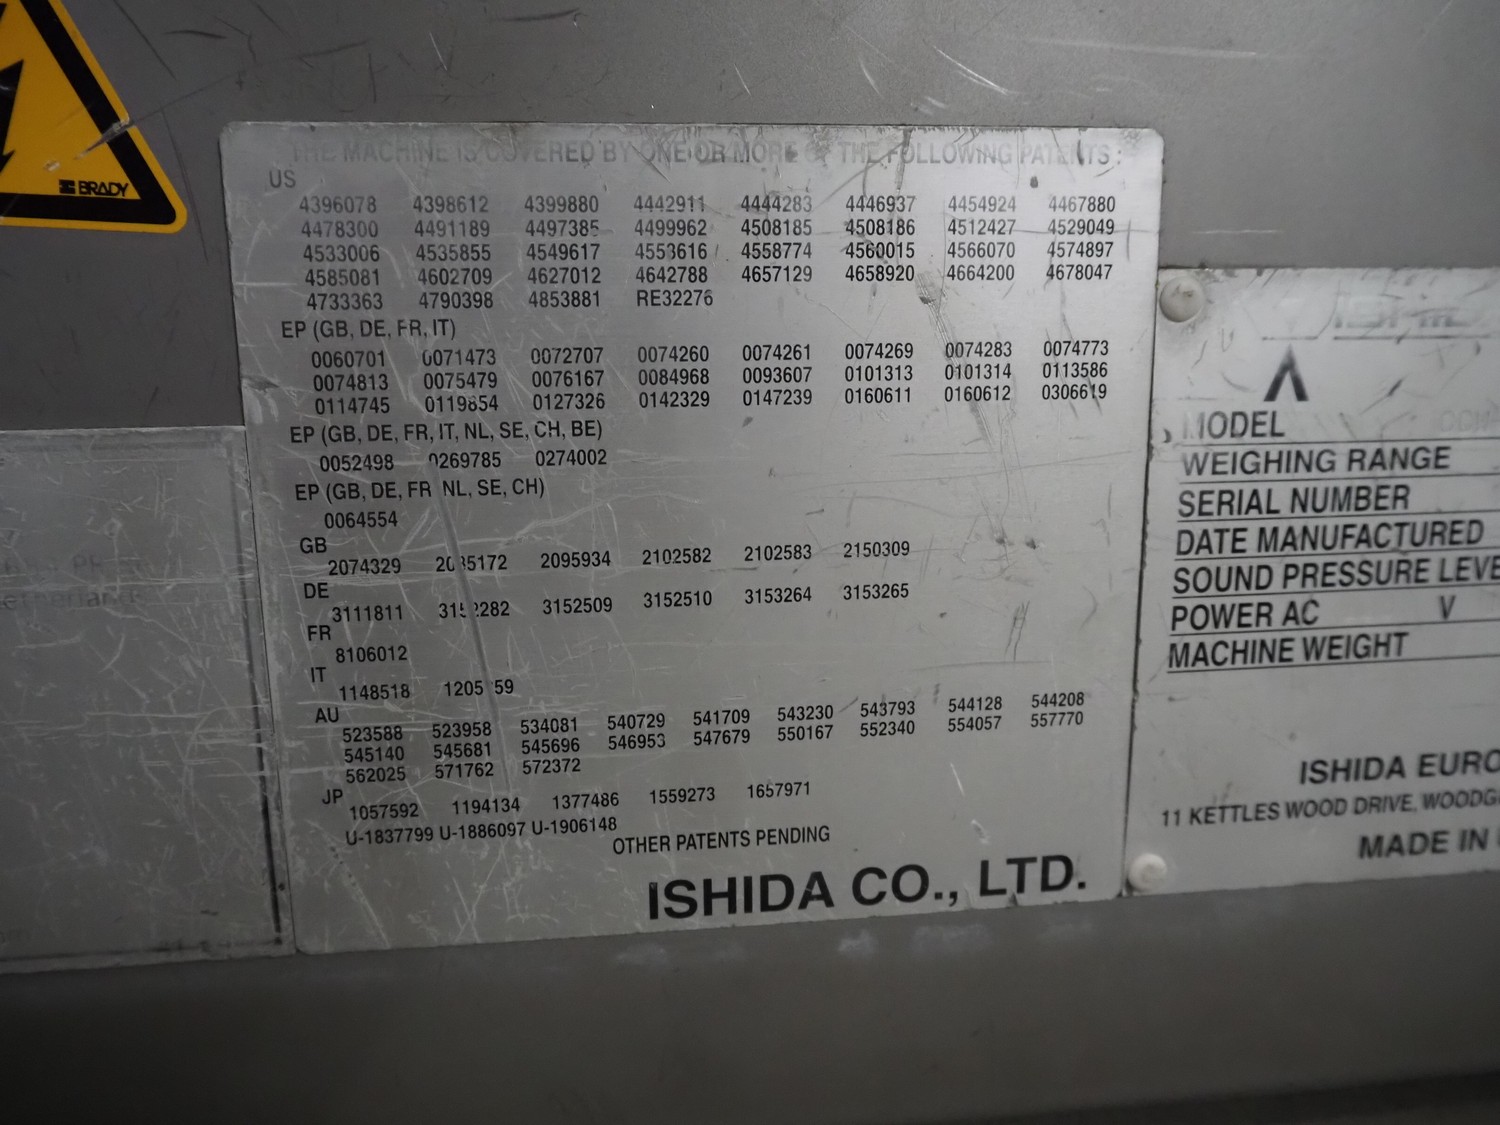 BRADY
THE MACHINE IS COVERED BY ONE OR MORE OF THE FOLLOWING PATENTS :
US
4396078 4398612 4399880 4442911 4444283 4446937 4454924 4467880
4478300 4491189 4497385 4499962 4508185 4508186 4512427 4529049
4533006 4535855 4549617 4553616 4558774 4560015 4566070 4574897
4585081 4602709 4627012 4642788 4657129 4658920 4664200 4678047
4733363 4790398 4853881 RE32276
EP (GB, DE, FR, IT)
0060701 0071473 0072707 0074260 0074261 0074269 0074283 0074773
0074813 0075479 0076167 0084968 0093607 0101313 0101314 0113586
0114745 0119854 0127326 0142329 0147239 0160611 0160612 0306619
EP (GB, DE, FR, IT, NL, SE, CH, BE)
0052498 0269785 0274002
EP (GB, DE, FR NL, SE, CH)
0064554
GB
2074329 2095934 2102582 2102583 2150309
DE
3111811 3152509 3152510 3153264 3153265
FR
8106012
IT
1148518
AU
523588 523958 534081 540729 541709 543230 543793 544128 544208
545140 545681 545696 546953 547679 550167 552340 554057 557770
562025 571762 572372
JP
1057592 1194134 1377486 1559273 1657971
U-1837799 U-1886097 U-1906148
OTHER PATENTS PENDING
ISHIDA CO., LTD.
MODEL
WEIGHING RANGE
SERIAL NUMBER
DATE MANUFACTURED
SOUND PRESSURE LEVE
POWER AC V
MACHINE WEIGHT
ISHIDA EURO
11 KETTLES WOOD DRIVE, WOODG
MADE IN